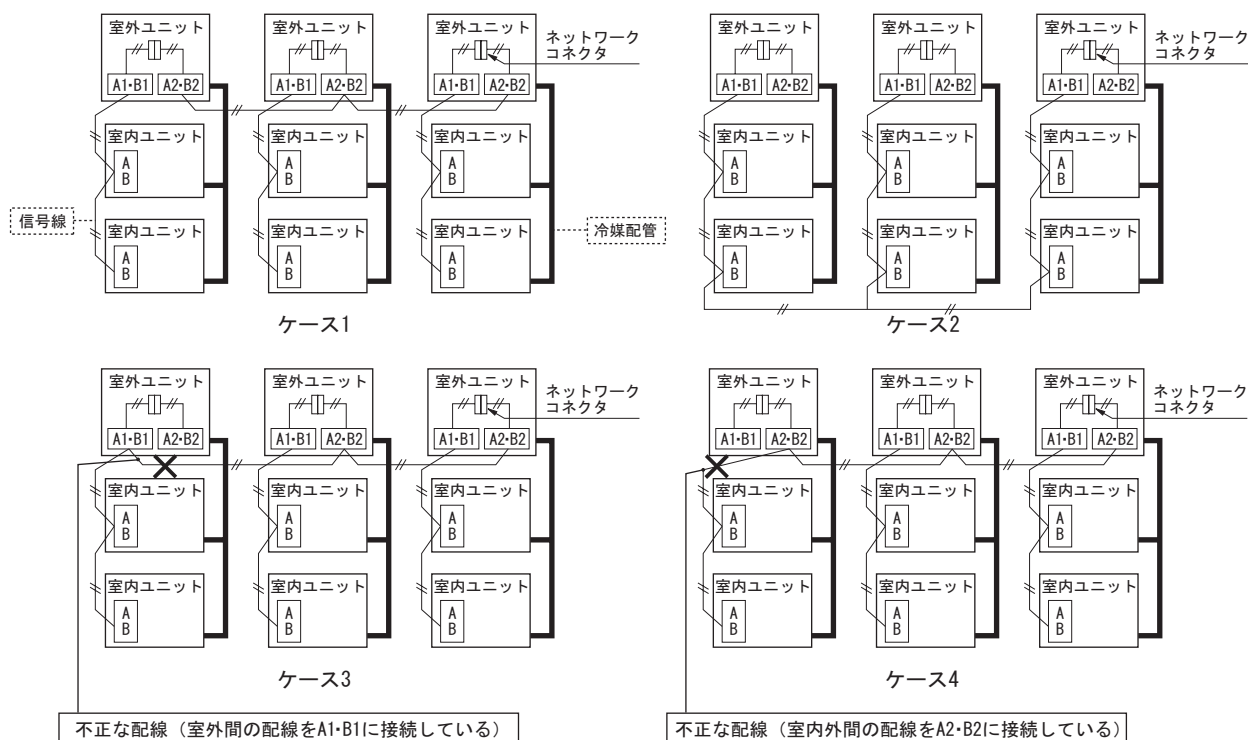 室外ユニット
A1・B1
A2・B2
室外ユニット
A1・B1
A2・B2
室外ユニット
A1・B1
A2・B2
ネットワーク
コネクタ
室内ユニット
A
B
室内ユニット
A
B
室内ユニット
A
B
信号線
室内ユニット
A
B
室内ユニット
A
B
室内ユニット
A
B
冷媒配管
ケース1
室外ユニット
A1・B1
A2・B2
室外ユニット
A1・B1
A2・B2
室外ユニット
A1・B1
A2・B2
ネットワーク
コネクタ
室内ユニット
A
B
室内ユニット
A
B
室内ユニット
A
B
室内ユニット
A
B
室内ユニット
A
B
室内ユニット
A
B
ケース2
室外ユニット
A1・B1
A2・B2
室外ユニット
A1・B1
A2・B2
室外ユニット
A1・B1
A2・B2
ネットワーク
コネクタ
室内ユニット
A
B
室内ユニット
A
B
室内ユニット
A
B
室内ユニット
A
B
室内ユニット
A
B
室内ユニット
A
B
ケース3
不正な配線（室外間の配線をA1・B1に接続している）
室外ユニット
A1・B1
A2・B2
室外ユニット
A1・B1
A2・B2
室外ユニット
A1・B1
A2・B2
ネットワーク
コネクタ
室内ユニット
A
B
室内ユニット
A
B
室内ユニット
A
B
室内ユニット
A
B
室内ユニット
A
B
室内ユニット
A
B
ケース4
不正な配線（室内外間の配線をA2・B2に接続している）